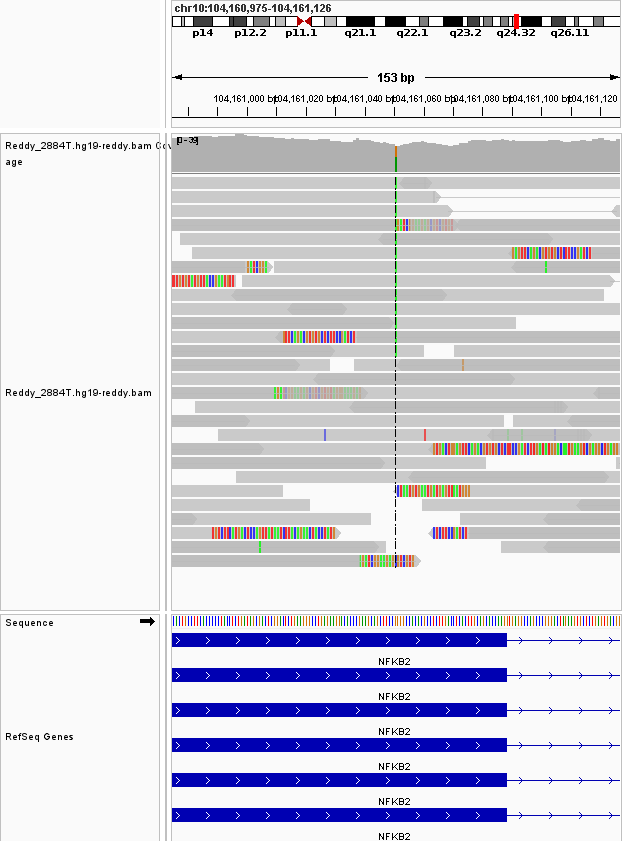 chr10:104,160,975-104,161,126
p14 p12.2 p11.1 q21.1 q22.1 q23.2 q24.32 q26.11
153 bp
104,161,000 bp 104,161,020 bp 104,161,040 bp 104,161,060 bp 104,161,080 bp 104,161,100 bp 104,161,120
Reddy_2884T.hg19-reddy.bam Cov
age
[0 - 39]
Reddy_2884T.hg19-reddy.bam
Sequence
NFKB2
NFKB2
NFKB2
RefSeq Genes
NFKB2
NFKB2
NFKB2